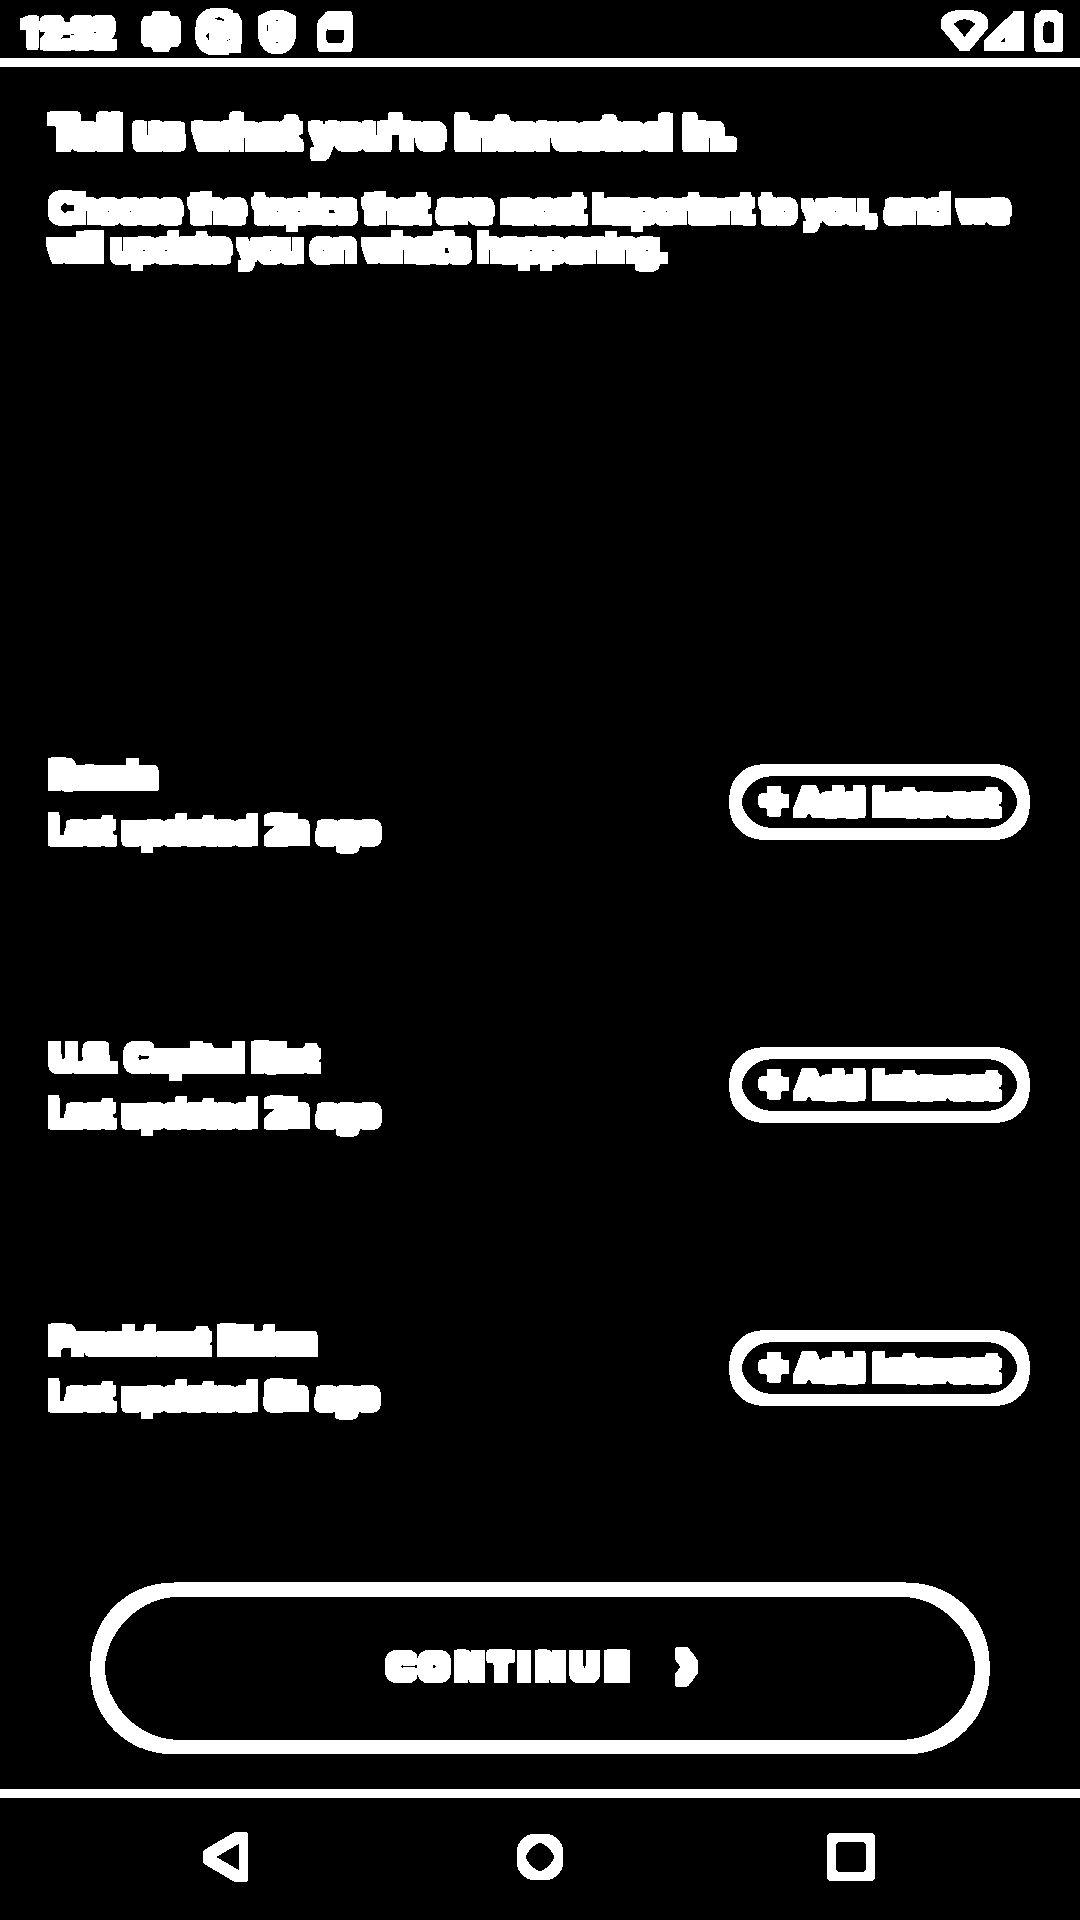 12:52
Tell us what you're interested in.
Choose the topics that are most important to you, and we
will update you on what's happening.
Russia
Last updated 2h ago
+ Add Interest
U.S. Capitol Riot
Last updated 2h ago
+ Add Interest
President Biden
Last updated
ago
+ Add Interest
CONTINUE